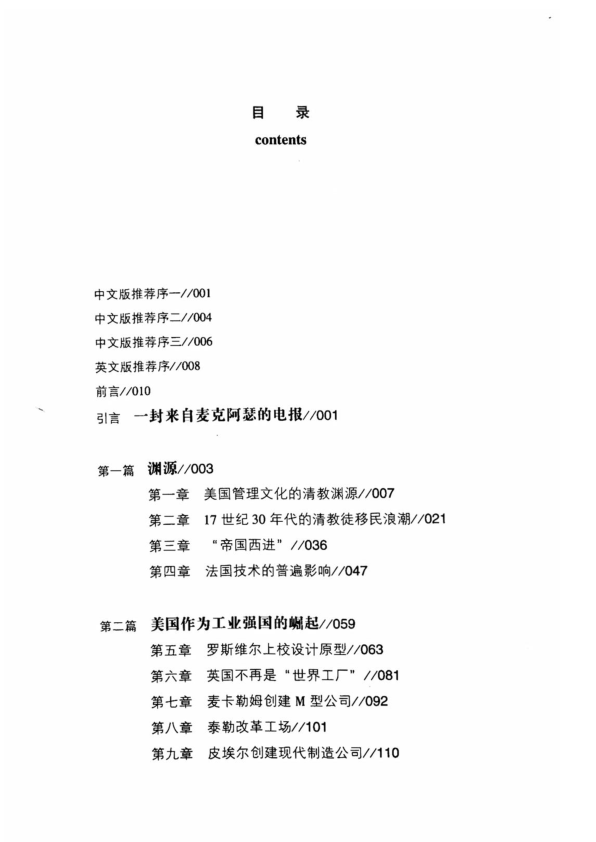 目 录
contents
中文版推荐序一//001
中文版推荐序二//004
中文版推荐序三//006
英文版推荐序//008
前言//010
引言 一封来自麦克阿瑟的电报//001
第一篇 渊源//003
第一章 美国管理文化的清教渊源//007
第二章 17世纪30年代的清教徒移民浪潮//021
第三章 “帝国西进”//036
第四章 法国技术的普遍影响//047
第二篇 美国作为工业强国的崛起//059
第五章 罗斯维尔上校设计原型//063
第六章 英国不再是“世界工厂”//081
第七章 麦卡勒姆创建M型公司//092
第八章 泰勒改革工场//101
第九章 皮埃尔创建现代制造公司//110